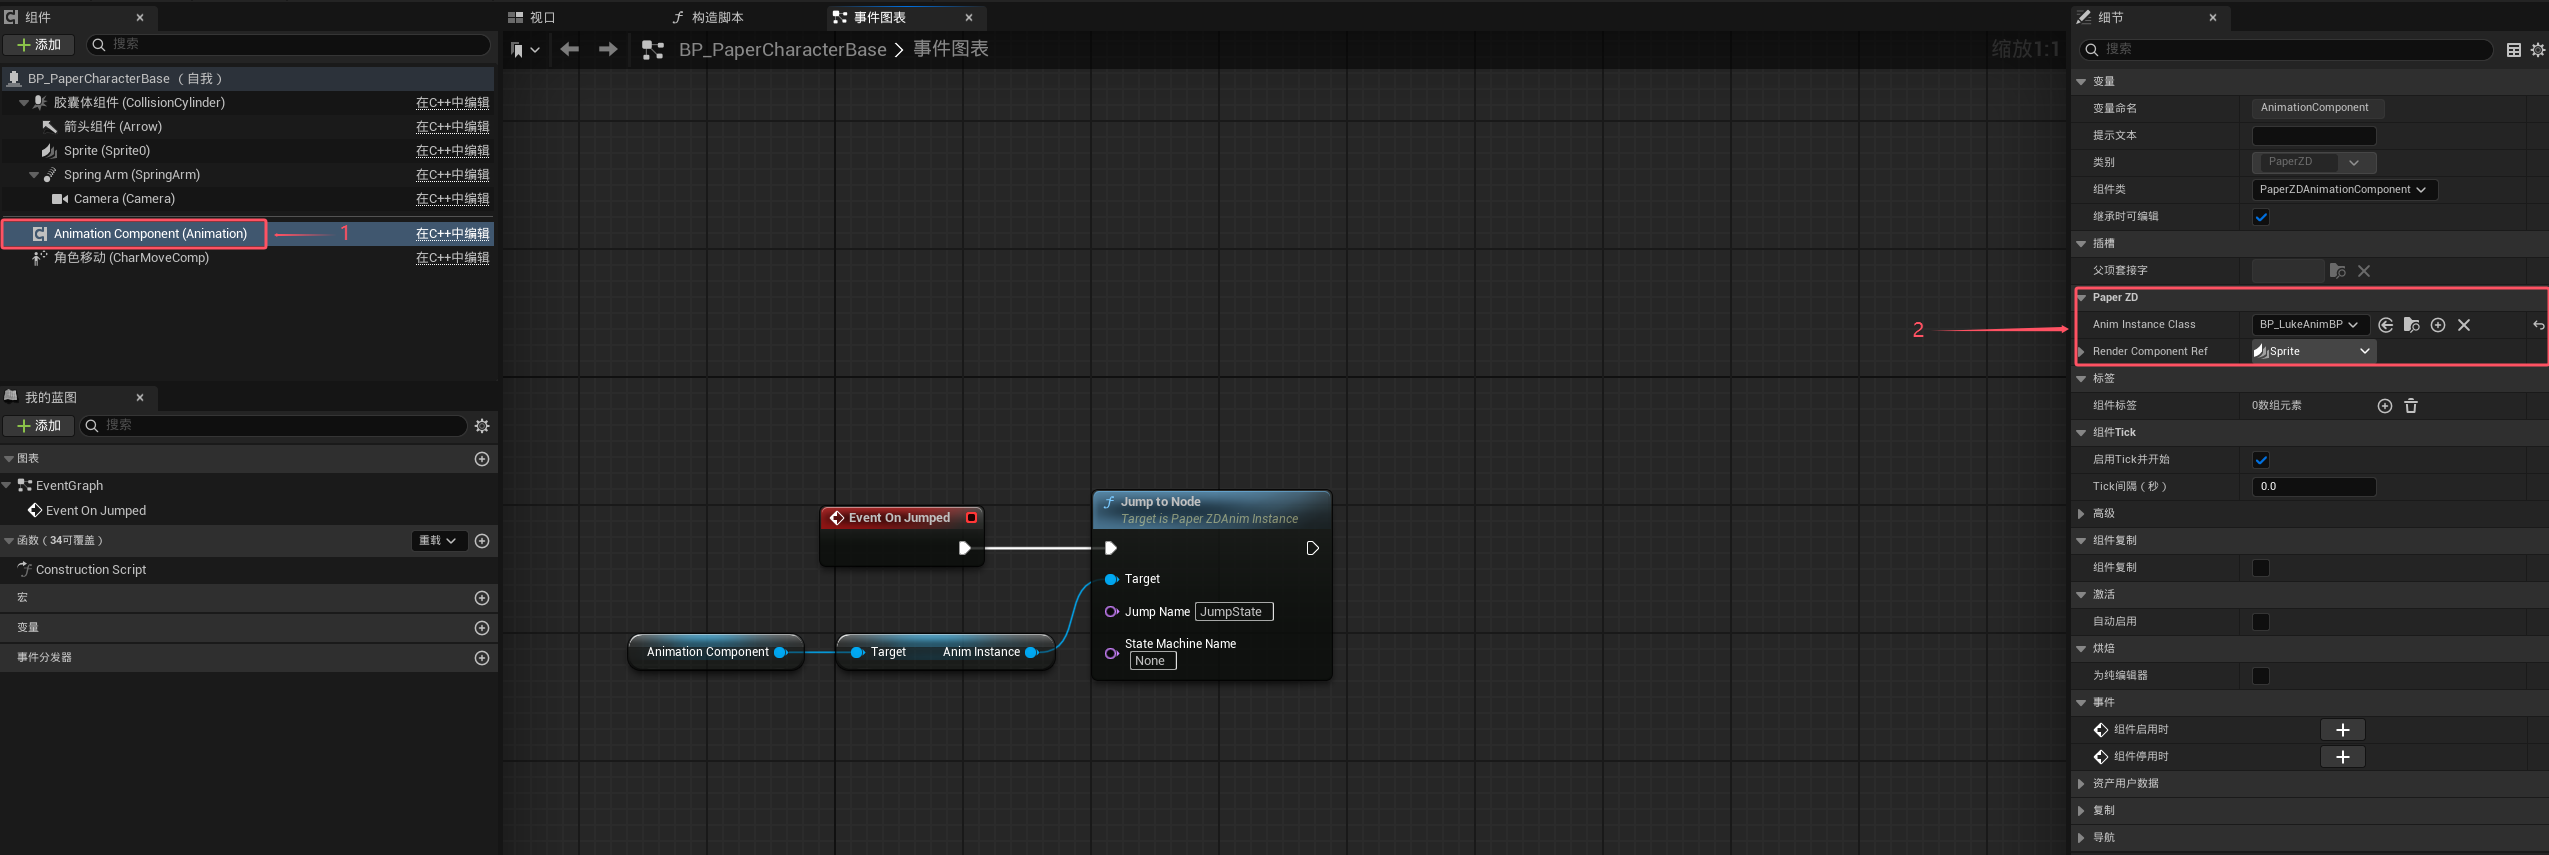 组件
添加
搜索
BP_PaperCharacterBase （自我）
胶囊体组件 (CollisionCylinder) 在C++中编辑
箭头组件 (Arrow) 在C++中编辑
Sprite (Sprite0) 在C++中编辑
Spring Arm (SpringArm) 在C++中编辑
Camera (Camera) 在C++中编辑
Animation Component (Animation) 1 在C++中编辑
角色移动 (CharMoveComp) 在C++中编辑
我的蓝图
添加
搜索
图表
EventGraph
Event On Jumped
函数（34可覆盖） 重载
Construction Script
宏
变量
事件分发器
视口
构造脚本
事件图表
BP_PaperCharacterBase > 事件图表
缩放1:1
Event On Jumped
Jump to Node
Target is Paper ZDAnim Instance
Target
Jump Name JumpState
State Machine Name
None
Animation Component
Target Anim Instance
2
细节
搜索
变量
变量命名 AnimationComponent
提示文本
类别 PaperZD
组件类 PaperZDAnimationComponent
继承时可编辑
插槽
父项套接字
Paper ZD
Anim Instance Class BP_LukeAnimBP
Render Component Ref Sprite
标签
组件标签 0数组元素
组件Tick
启用Tick并开始
Tick间隔（秒） 0.0
高级
组件复制
组件复制
激活
自动启用
烘焙
为纯编辑器
事件
组件启用时
组件停用时
资产用户数据
复制
导航